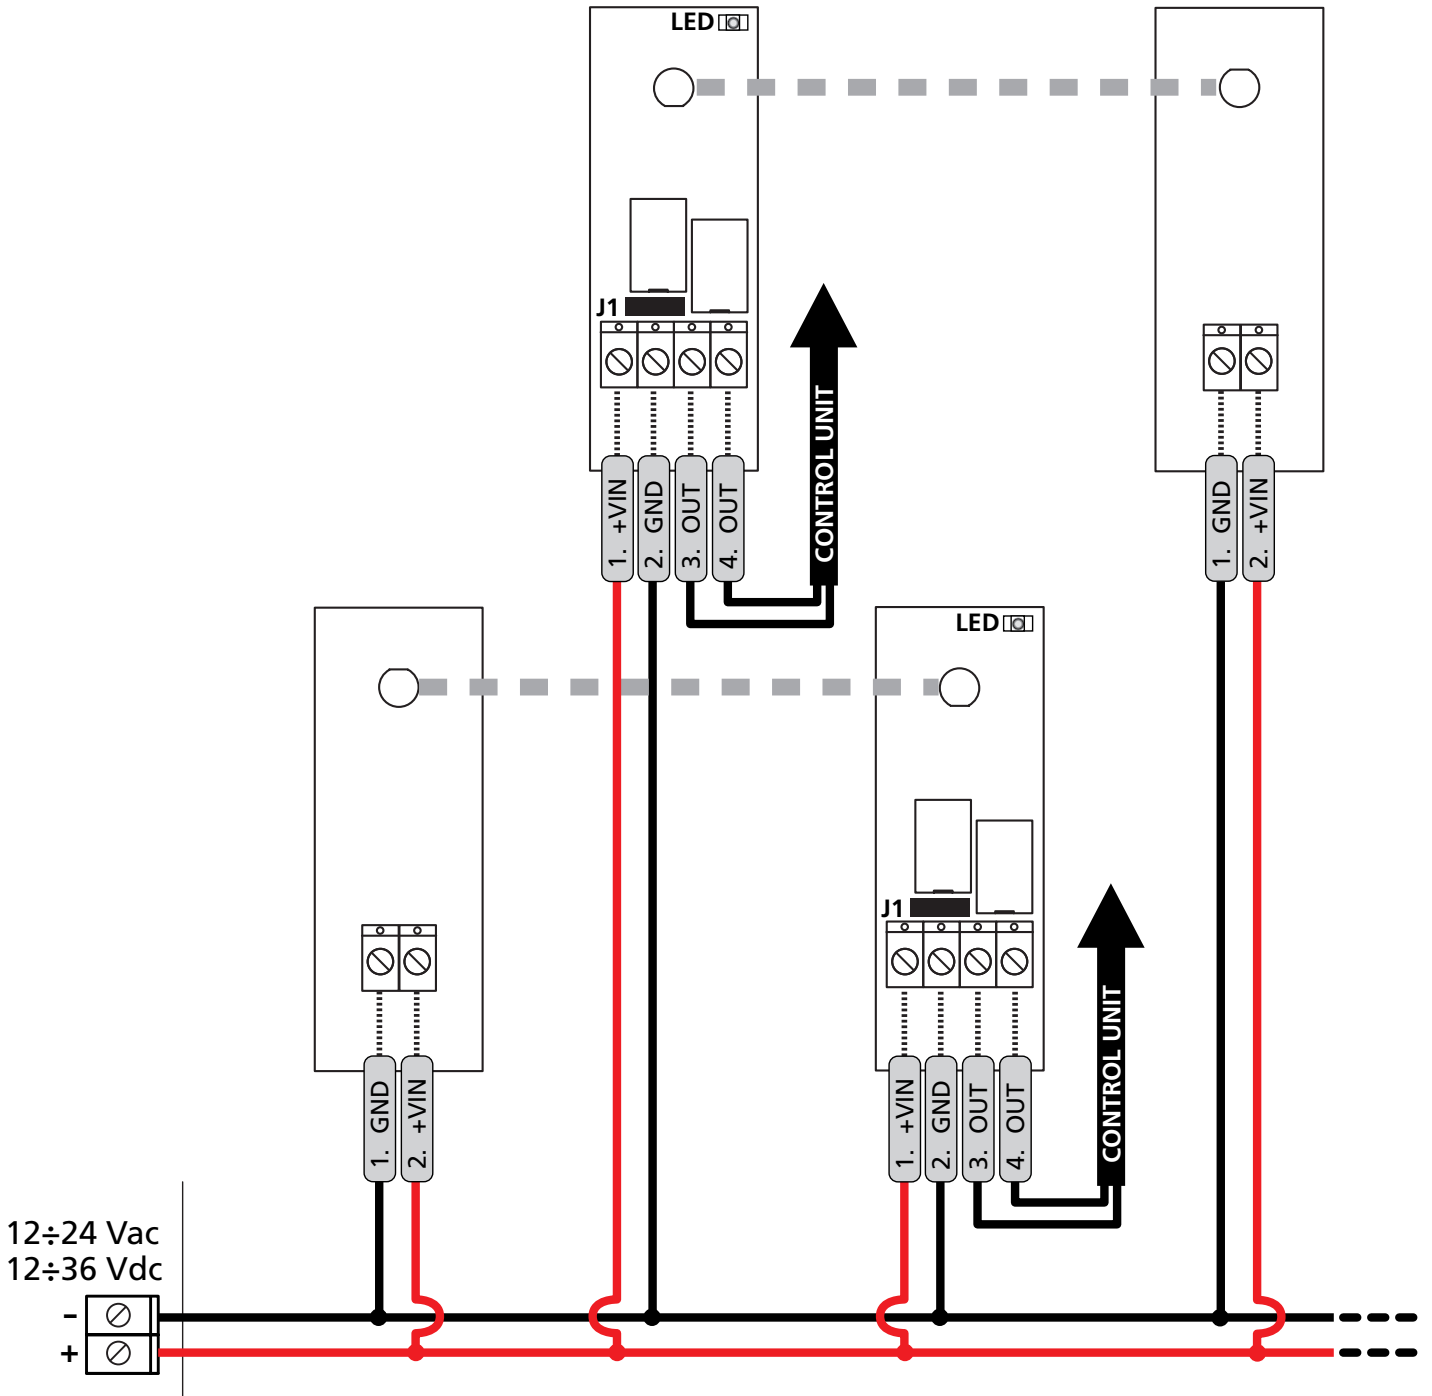 LED
J1
1. +VIN
2. GND
3. OUT
4. OUT
CONTROL UNIT
1. GND
2. +VIN
LED
J1
1. GND
2. +VIN
1. +VIN
2. GND
3. OUT
4. OUT
CONTROL UNIT
12÷24 Vac
12÷36 Vdc
–
+